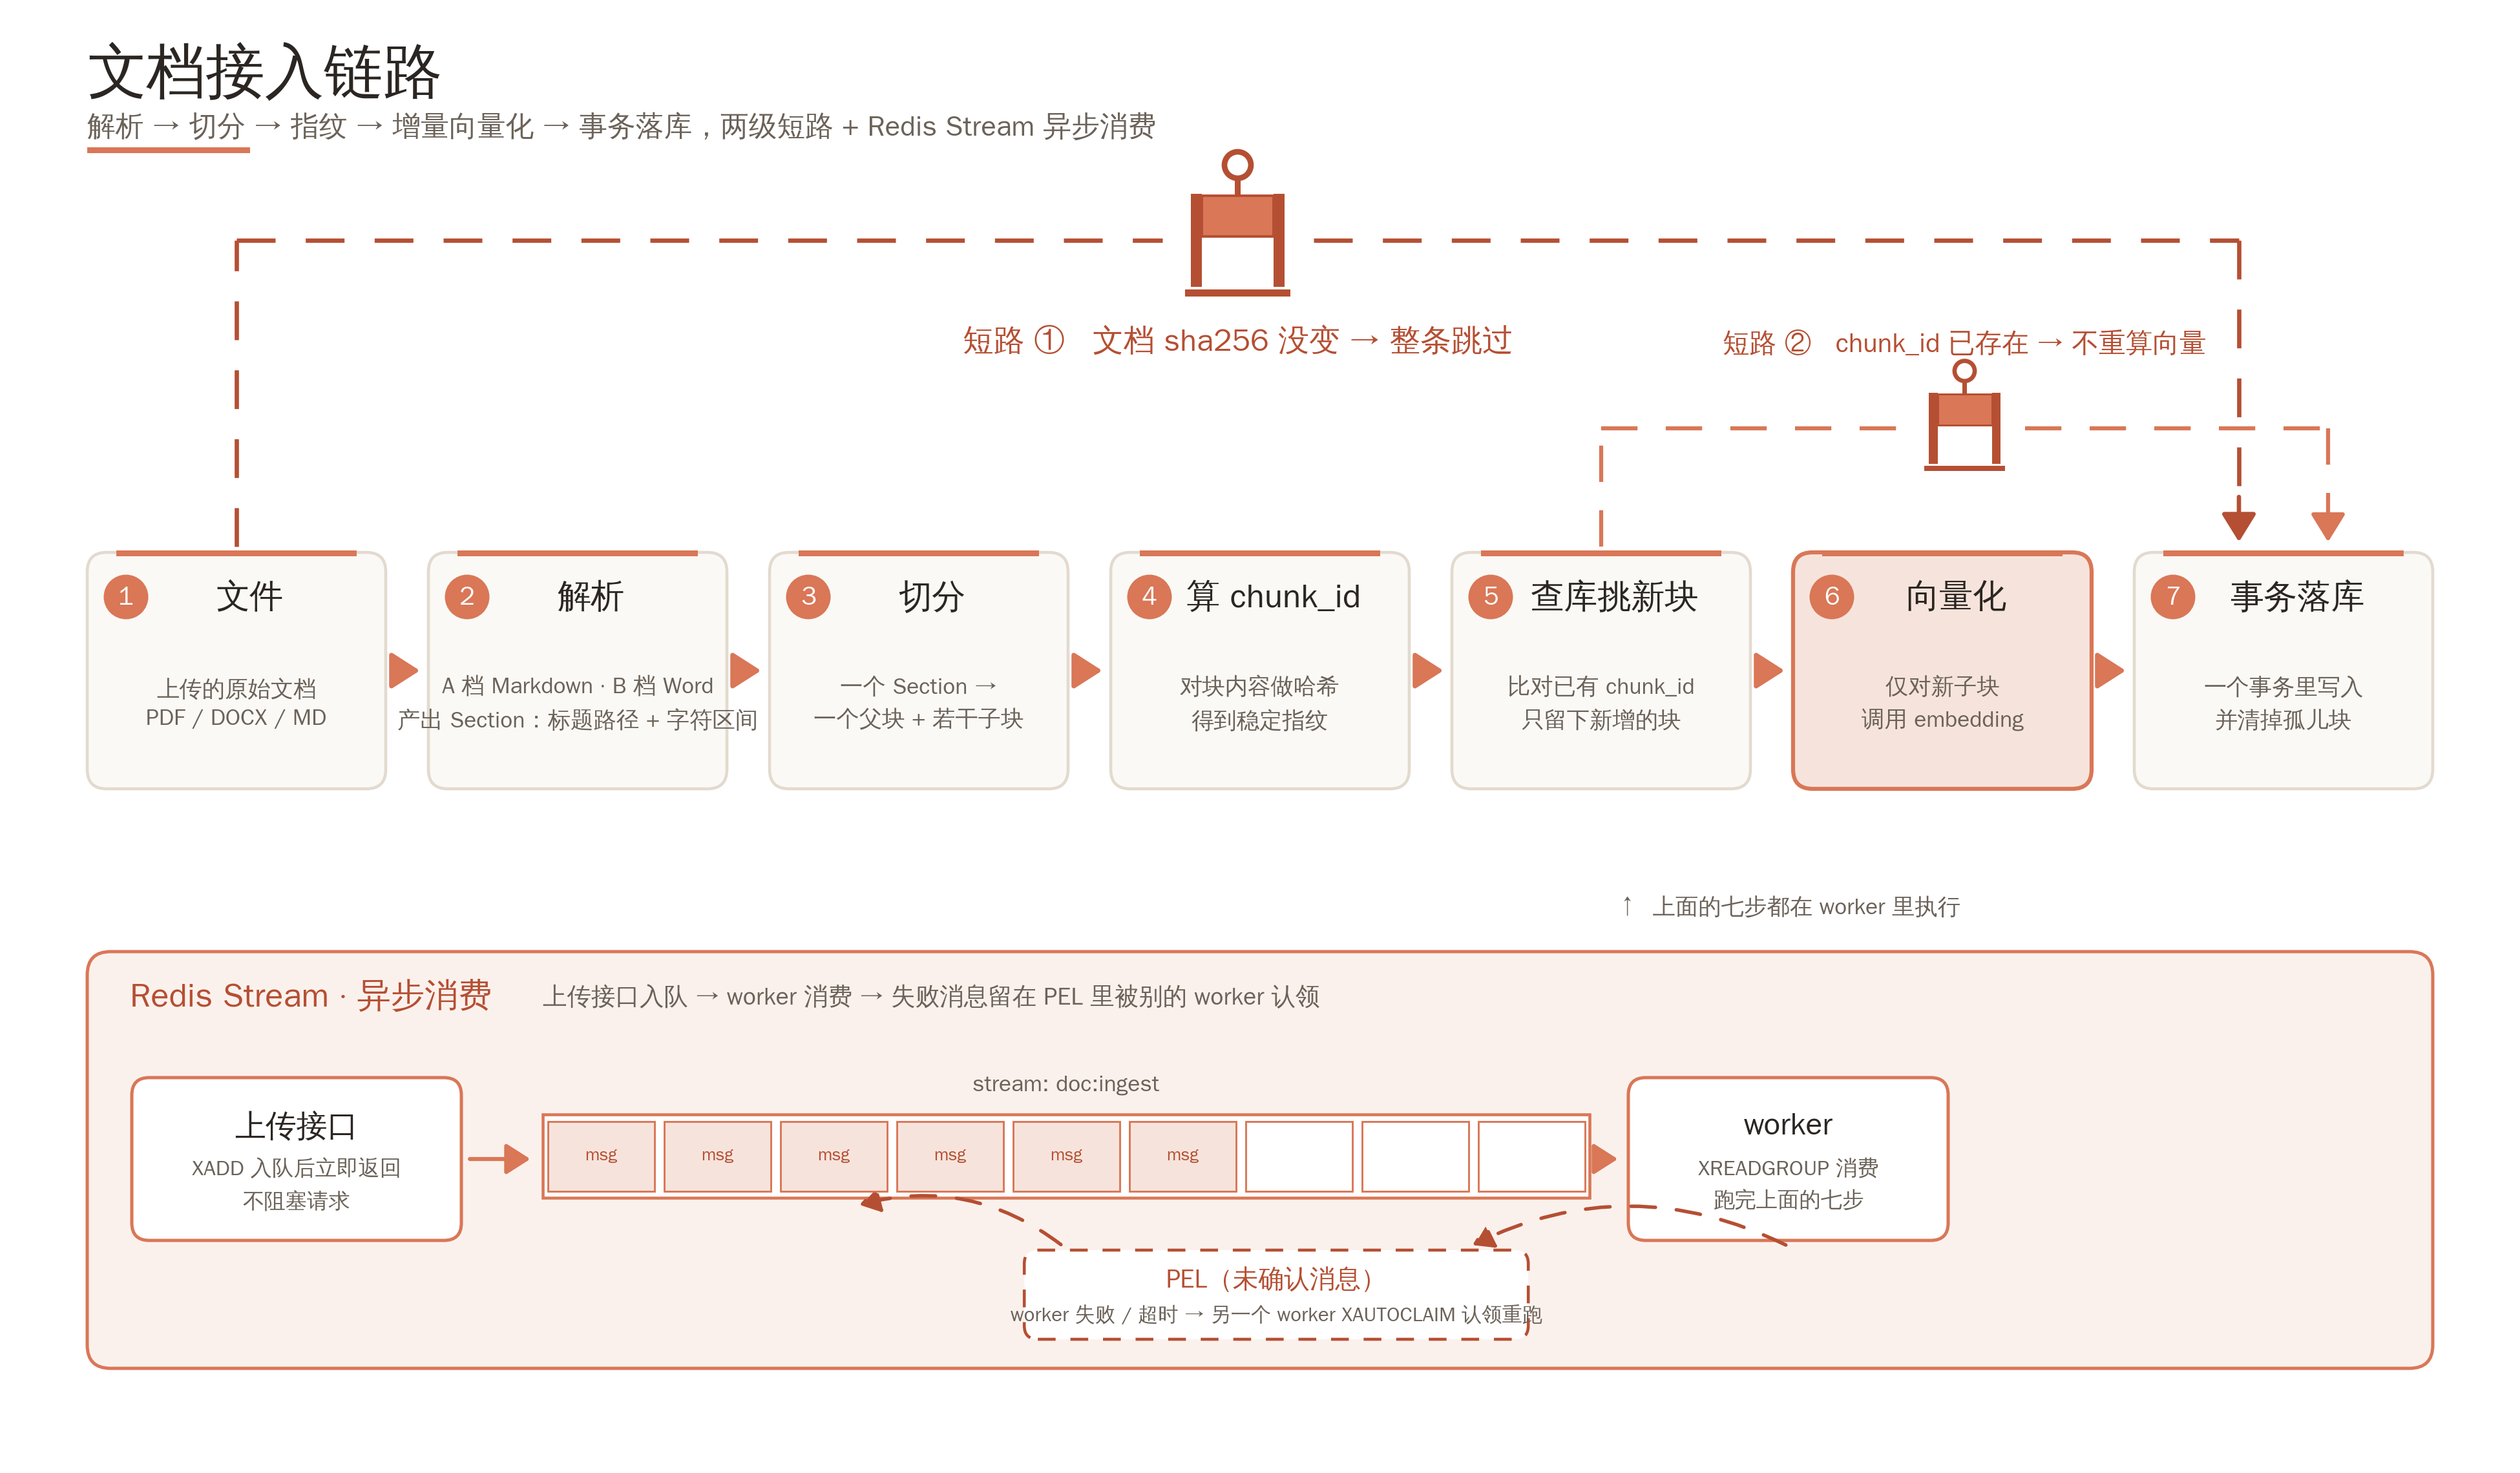 文档接入链路
解析 → 切分 → 指纹 → 增量向量化 → 事务落库，两级短路 + Redis Stream 异步消费
短路 ① 文档 sha256 没变 → 整条跳过
短路 ② chunk_id 已存在 → 不重算向量
1 文件
上传的原始文档
PDF / DOCX / MD
2 解析
A 档 Markdown · B 档 Word
产出 Section：标题路径 + 字符区间
3 切分
一个 Section →
一个父块 + 若干子块
4 算 chunk_id
对块内容做哈希
得到稳定指纹
5 查库挑新块
比对已有 chunk_id
只留下新增的块
6 向量化
仅对新子块
调用 embedding
7 事务落库
一个事务里写入
并清掉孤儿块
↑ 上面的七步都在 worker 里执行
Redis Stream · 异步消费
上传接口入队 → worker 消费 → 失败消息留在 PEL 里被别的 worker 认领
stream: doc:ingest
上传接口
XADD 入队后立即返回
不阻塞请求
msg
msg
msg
msg
msg
msg
worker
XREADGROUP 消费
跑完上面的七步
PEL（未确认消息）
worker 失败 / 超时 → 另一个 worker XAUTOCLAIM 认领重跑